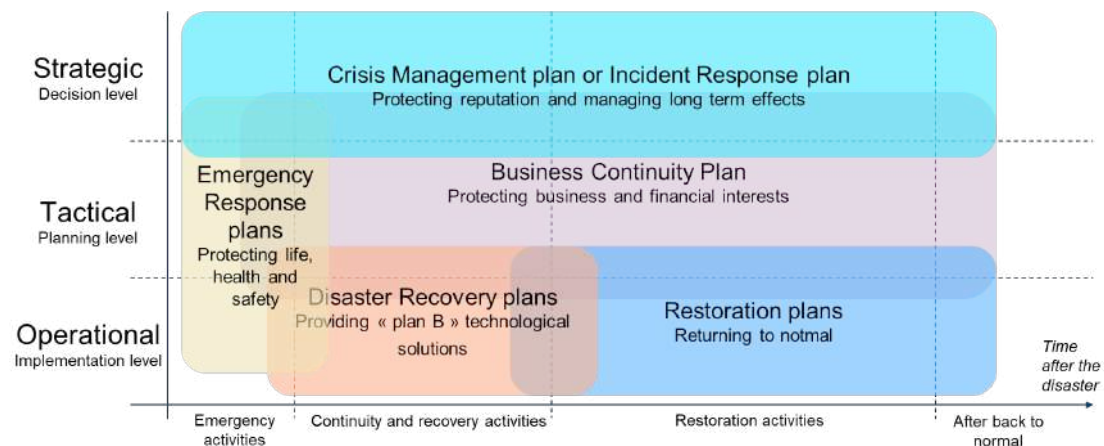 Strategic
Decision level
Crisis Management plan or Incident Response plan
Protecting reputation and managing long term effects
Tactical
Planning level
Emergency
Response
plans
Protecting life,
health and
safety
Business Continuity Plan
Protecting business and financial interests
Operational
Implementation level
Disaster Recovery plans
Providing « plan B » technological
solutions
Restoration plans
Returning to notmal
Time
after the
disaster
Emergency
activities
Continuity and recovery activities
Restoration activities
After back to
normal